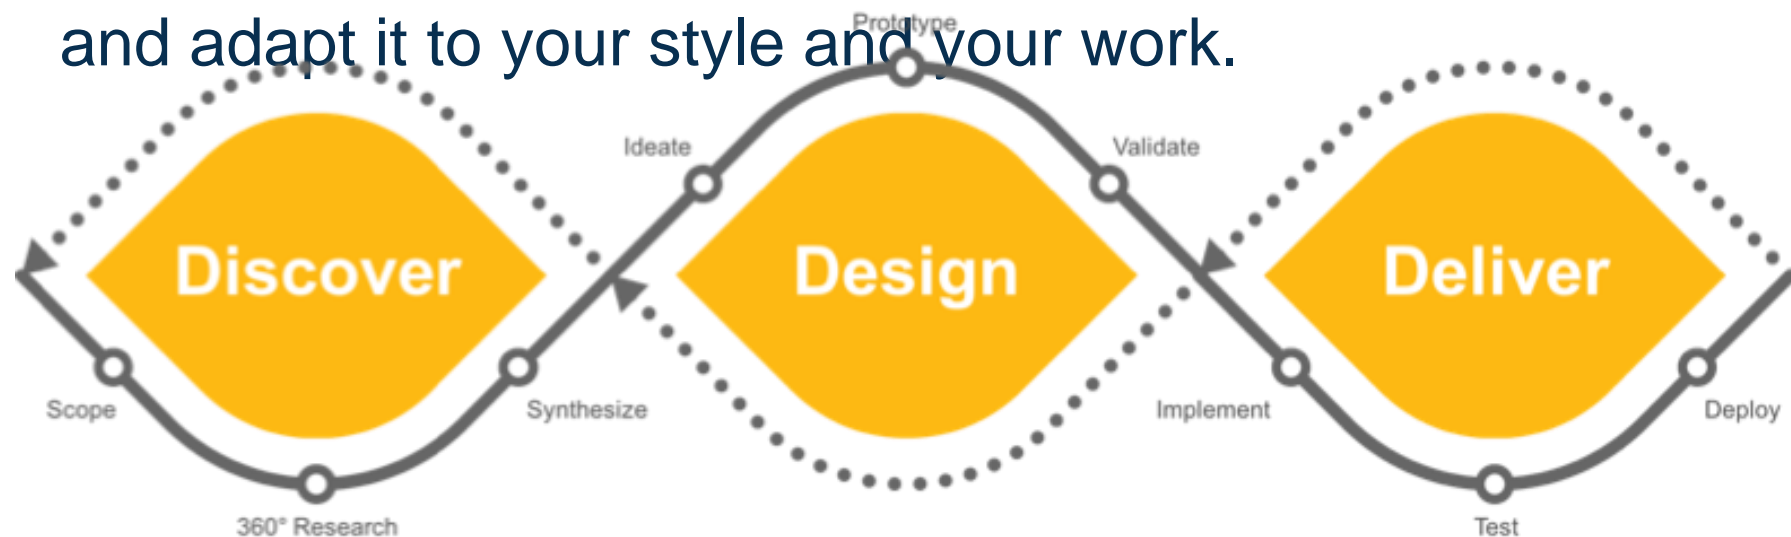 and adapt it to your style and your work.
Prototype
Ideate
Validate
Discover
Design
Deliver
Scope
Synthesize
Implement
Deploy
360° Research
Test